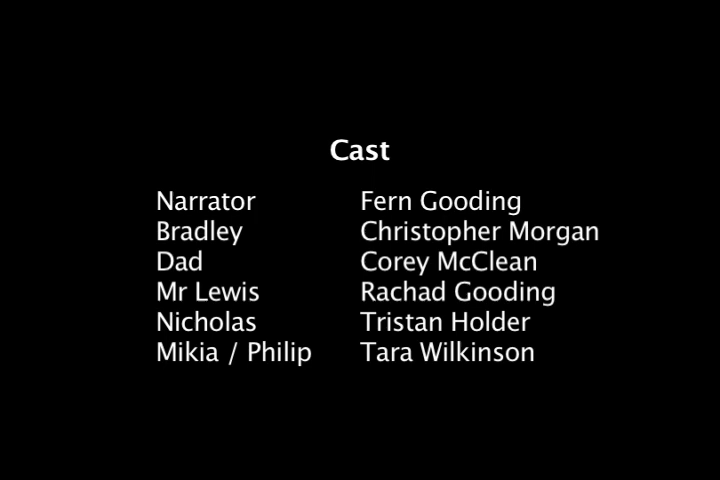 Cast
Narrator Fern Gooding
Bradley Christopher Morgan
Dad Corey McClean
Mr Lewis Rachad Gooding
Nicholas Tristan Holder
Mikia / Philip Tara Wilkinson